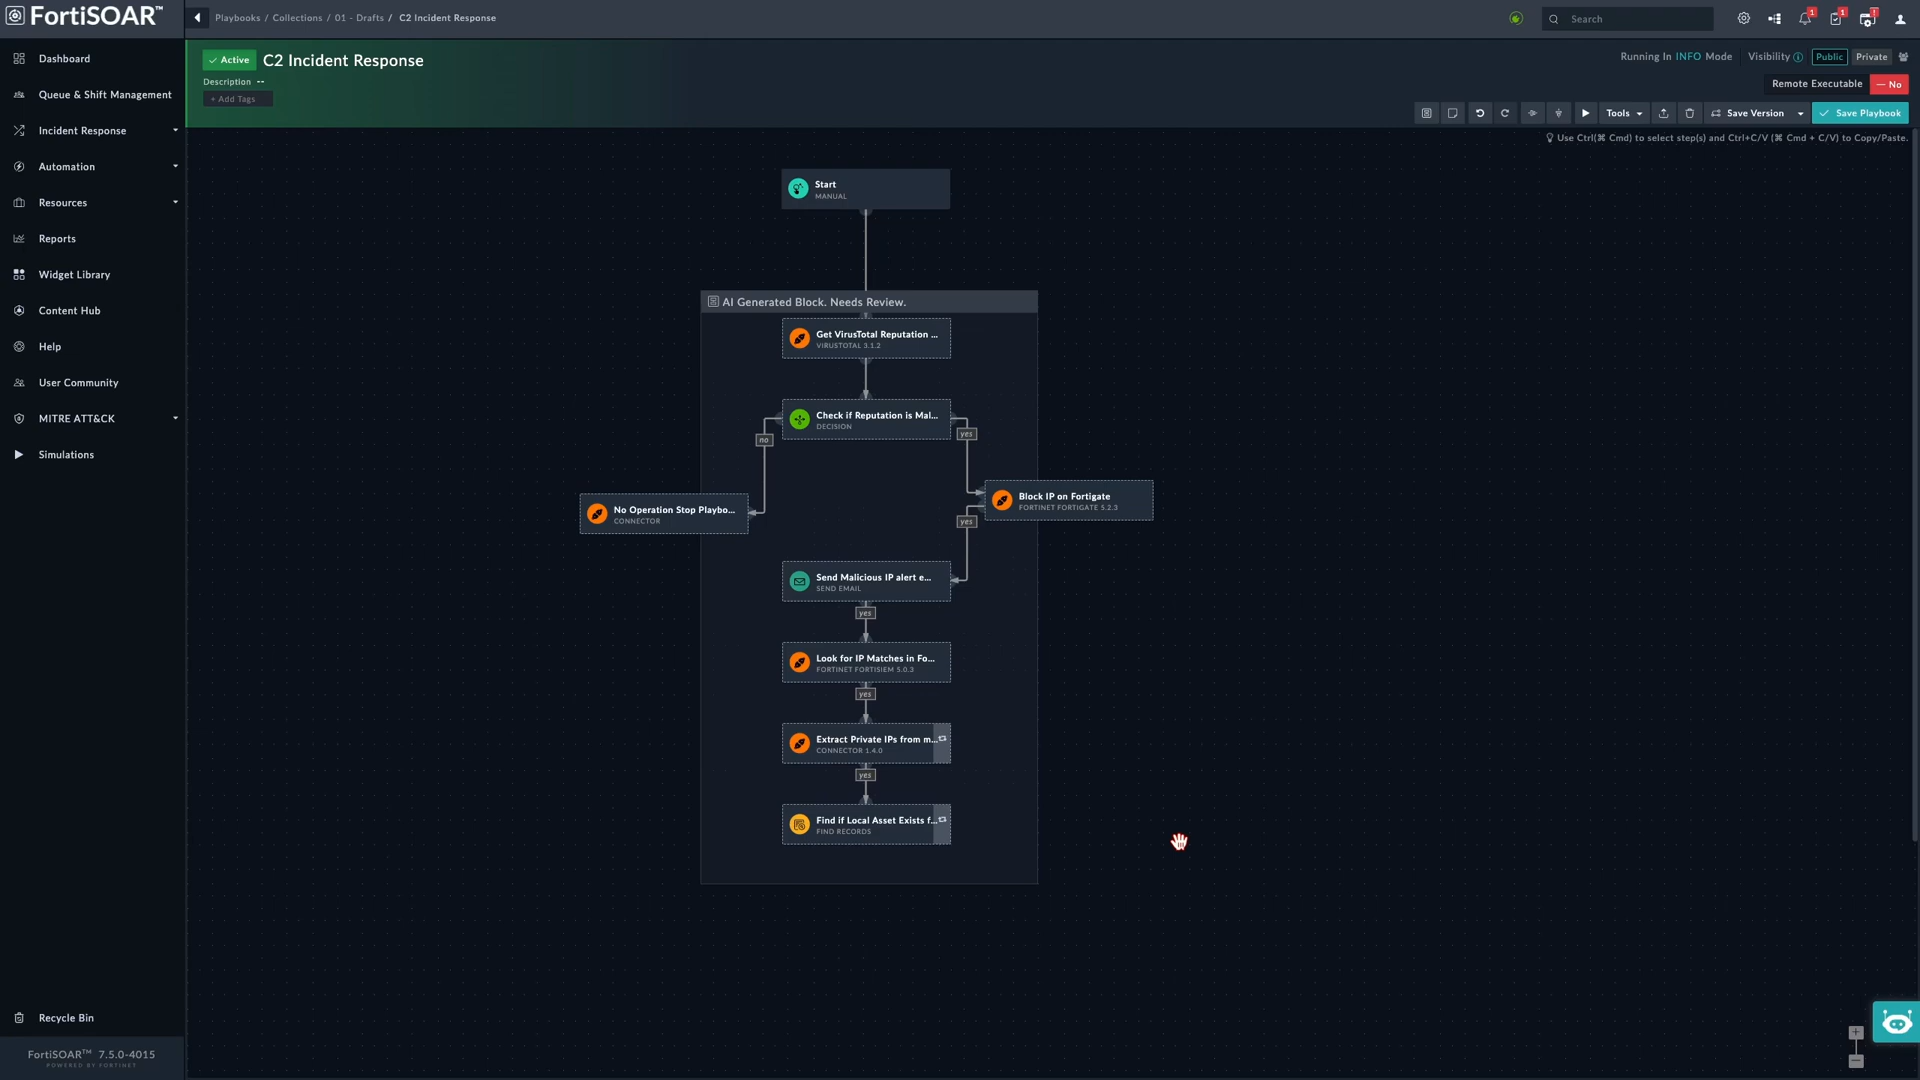 FortiSOAR™
Playbooks / Collections / 01 - Drafts / C2 Incident Response
Search
1
1
!
Active
C2 Incident Response
Running In INFO Mode
Visibility
Public
Private
Description --
+ Add Tags
Remote Executable
No
Tools
Save Version
Save Playbook
Use Ctrl(⌘ Cmd) to select step(s) and Ctrl+C/V (⌘ Cmd + C/V) to Copy/Paste.
Dashboard
Queue & Shift Management
Incident Response
Automation
Resources
Reports
Widget Library
Content Hub
Help
User Community
MITRE ATT&CK
Simulations
Recycle Bin
FortiSOAR™ 7.5.0-4015
POWERED BY FORTINET
Start
MANUAL
AI Generated Block. Needs Review.
Get VirusTotal Reputation ...
VIRUSTOTAL 3.1.2
Check if Reputation is Mal...
DECISION
no
yes
No Operation Stop Playbo...
CONNECTOR
Block IP on Fortigate
FORTINET FORTIGATE 5.2.3
yes
Send Malicious IP alert e...
SEND EMAIL
yes
Look for IP Matches in Fo...
FORTINET FORTISIEM 5.0.3
yes
Extract Private IPs from m...
CONNECTOR 1.4.0
yes
Find if Local Asset Exists f...
FIND RECORDS